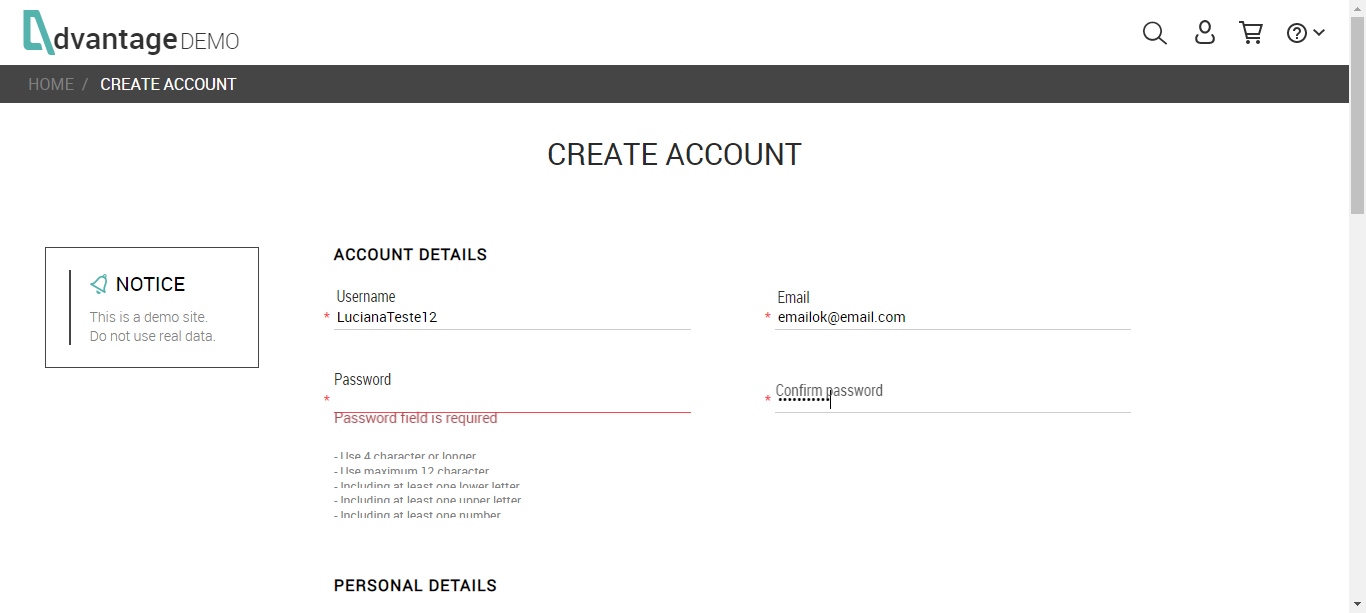 dvantage DEMO
HOME / CREATE ACCOUNT
CREATE ACCOUNT
NOTICE
This is a demo site.
Do not use real data.
ACCOUNT DETAILS
Username
* LucianaTeste12
Email
* emailok@email.com
Password
*
Password field is required
- Use 4 character or longer
- Use maximum 12 character
- Including at least one lower letter
- Including at least one upper letter
- Including at least one number
Confirm password
* •••••••••••
PERSONAL DETAILS